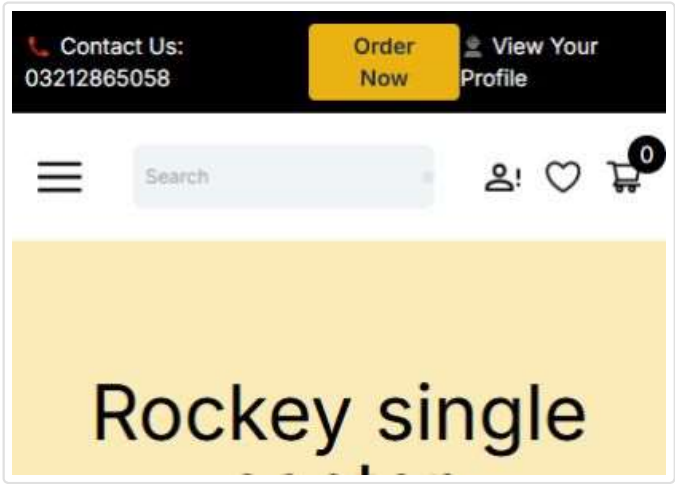 Contact Us:
03212865058
Order
Now
View Your
Profile
Search
0
Rockey single